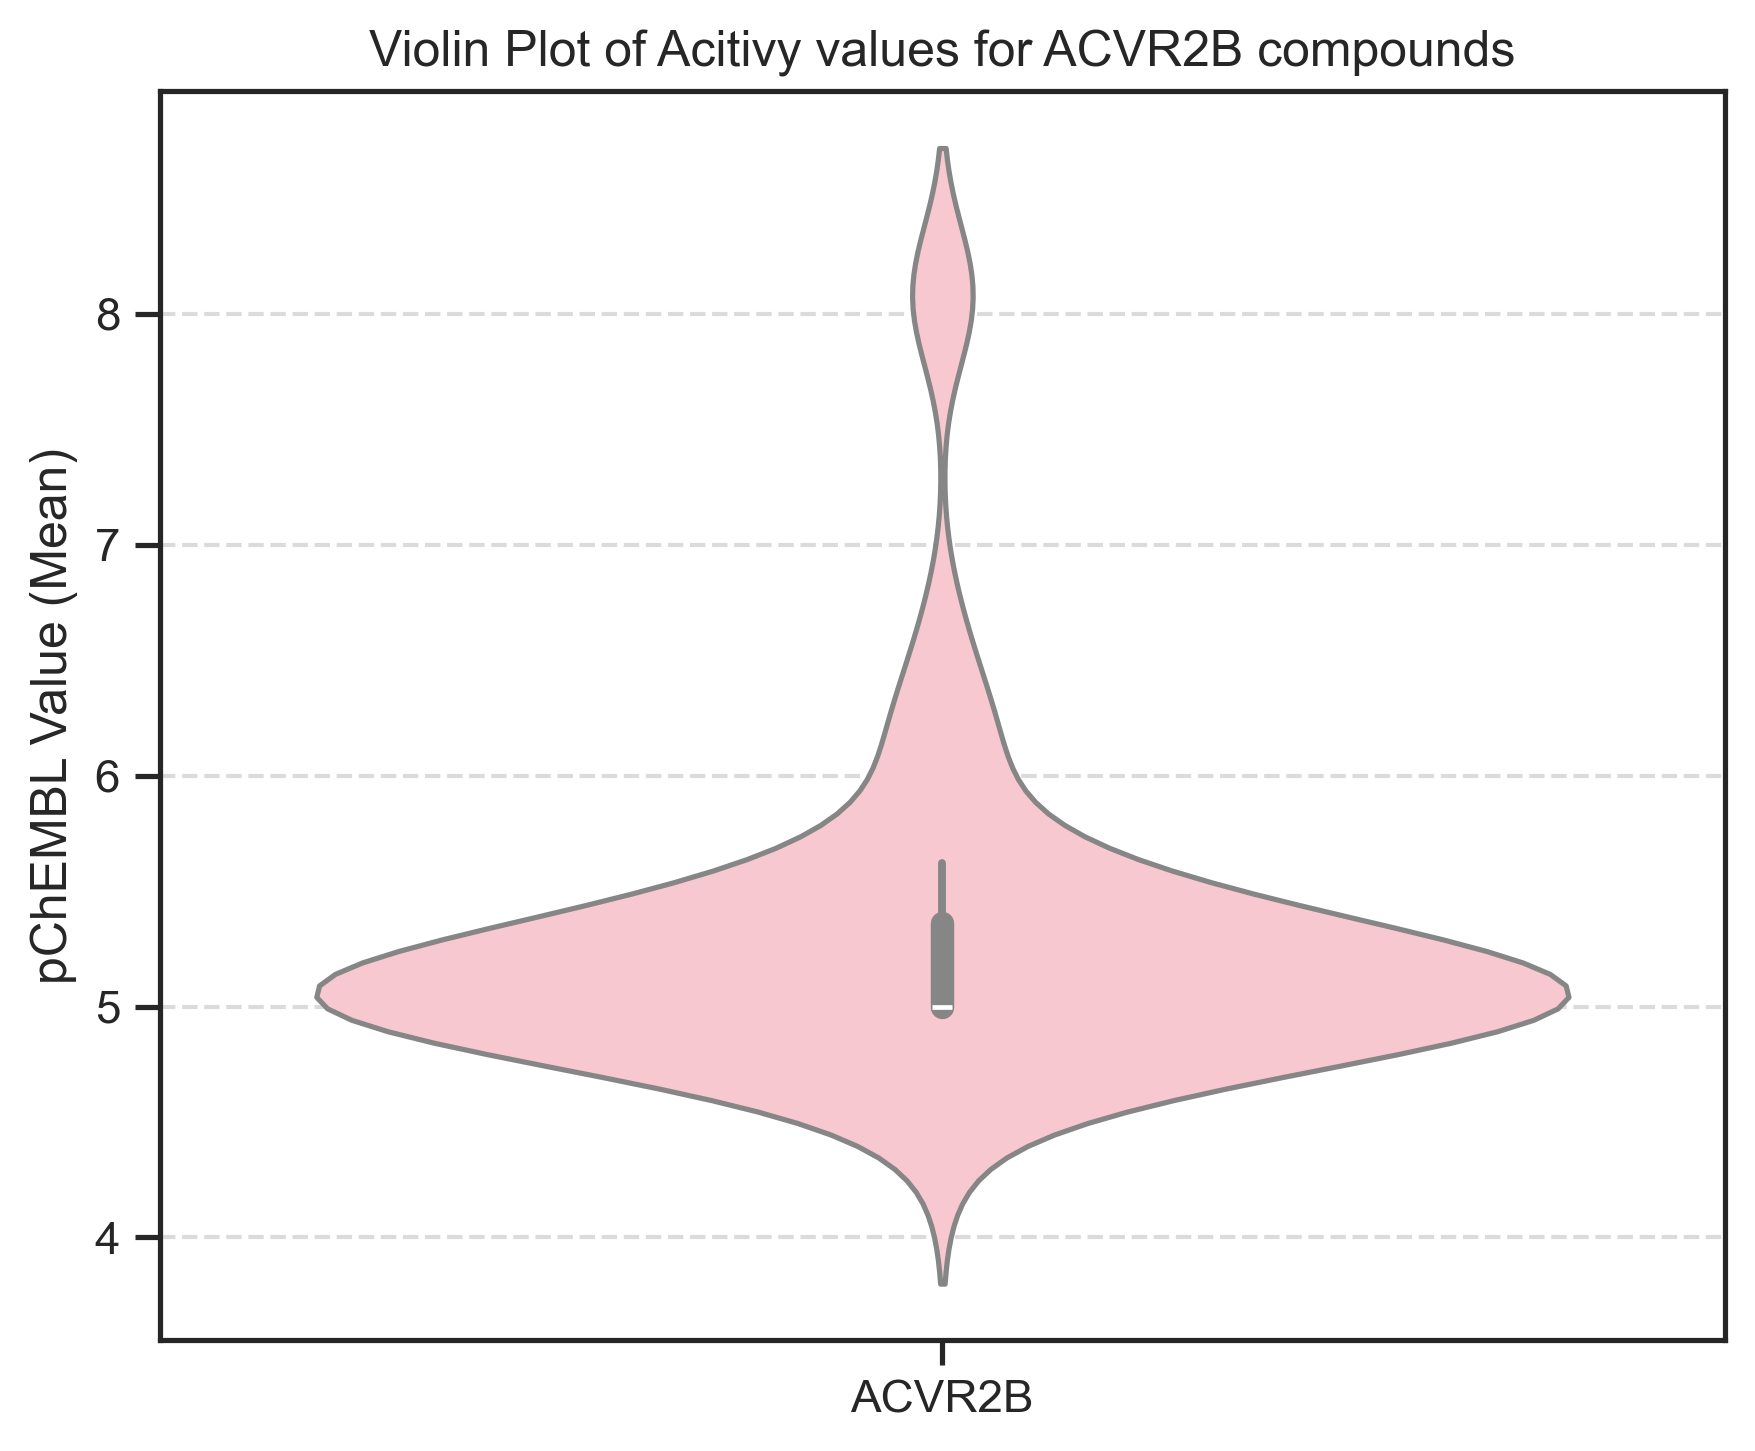 Violin Plot of Acitivy values for ACVR2B compounds
pChEMBL Value (Mean)
8
7
6
5
4
ACVR2B